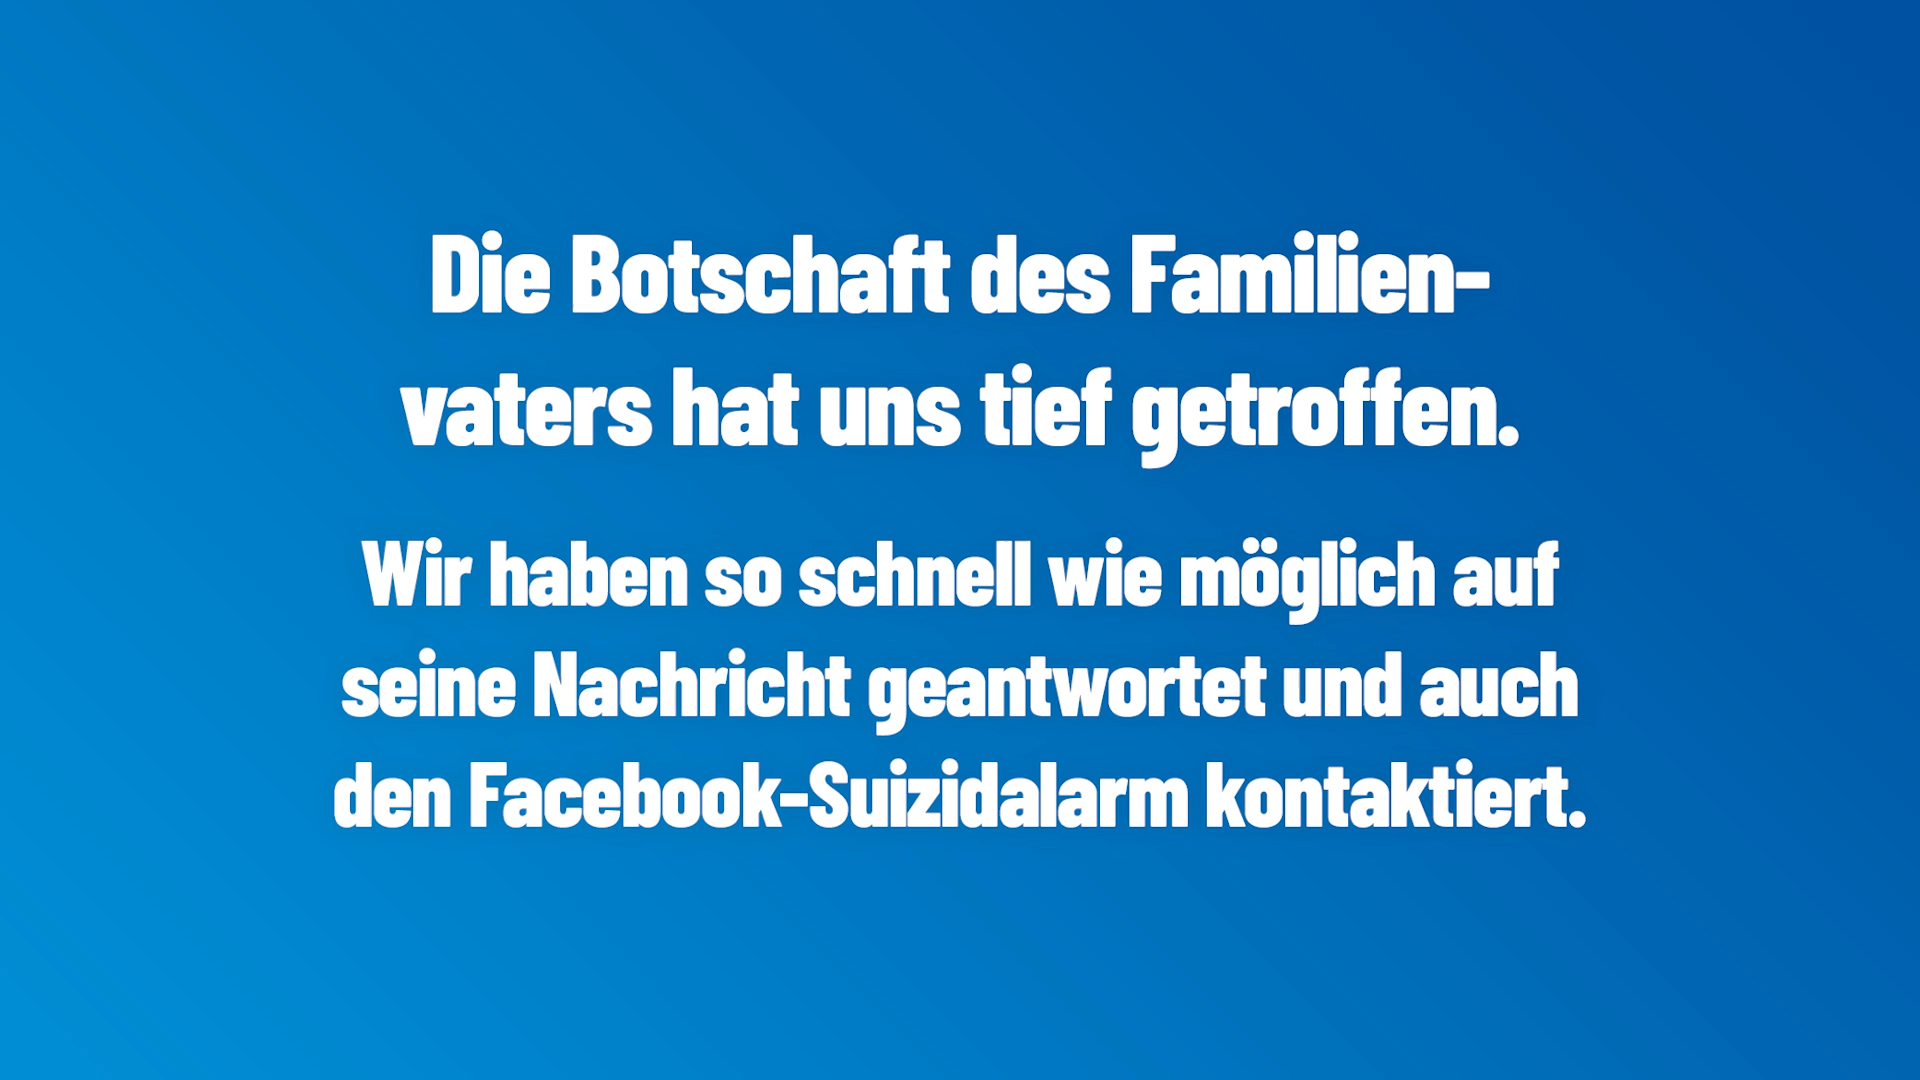 Die Botschaft des Familien-
vaters hat uns tief getroffen.
Wir haben so schnell wie möglich auf
seine Nachricht geantwortet und auch
den Facebook-Suizidalarm kontaktiert.